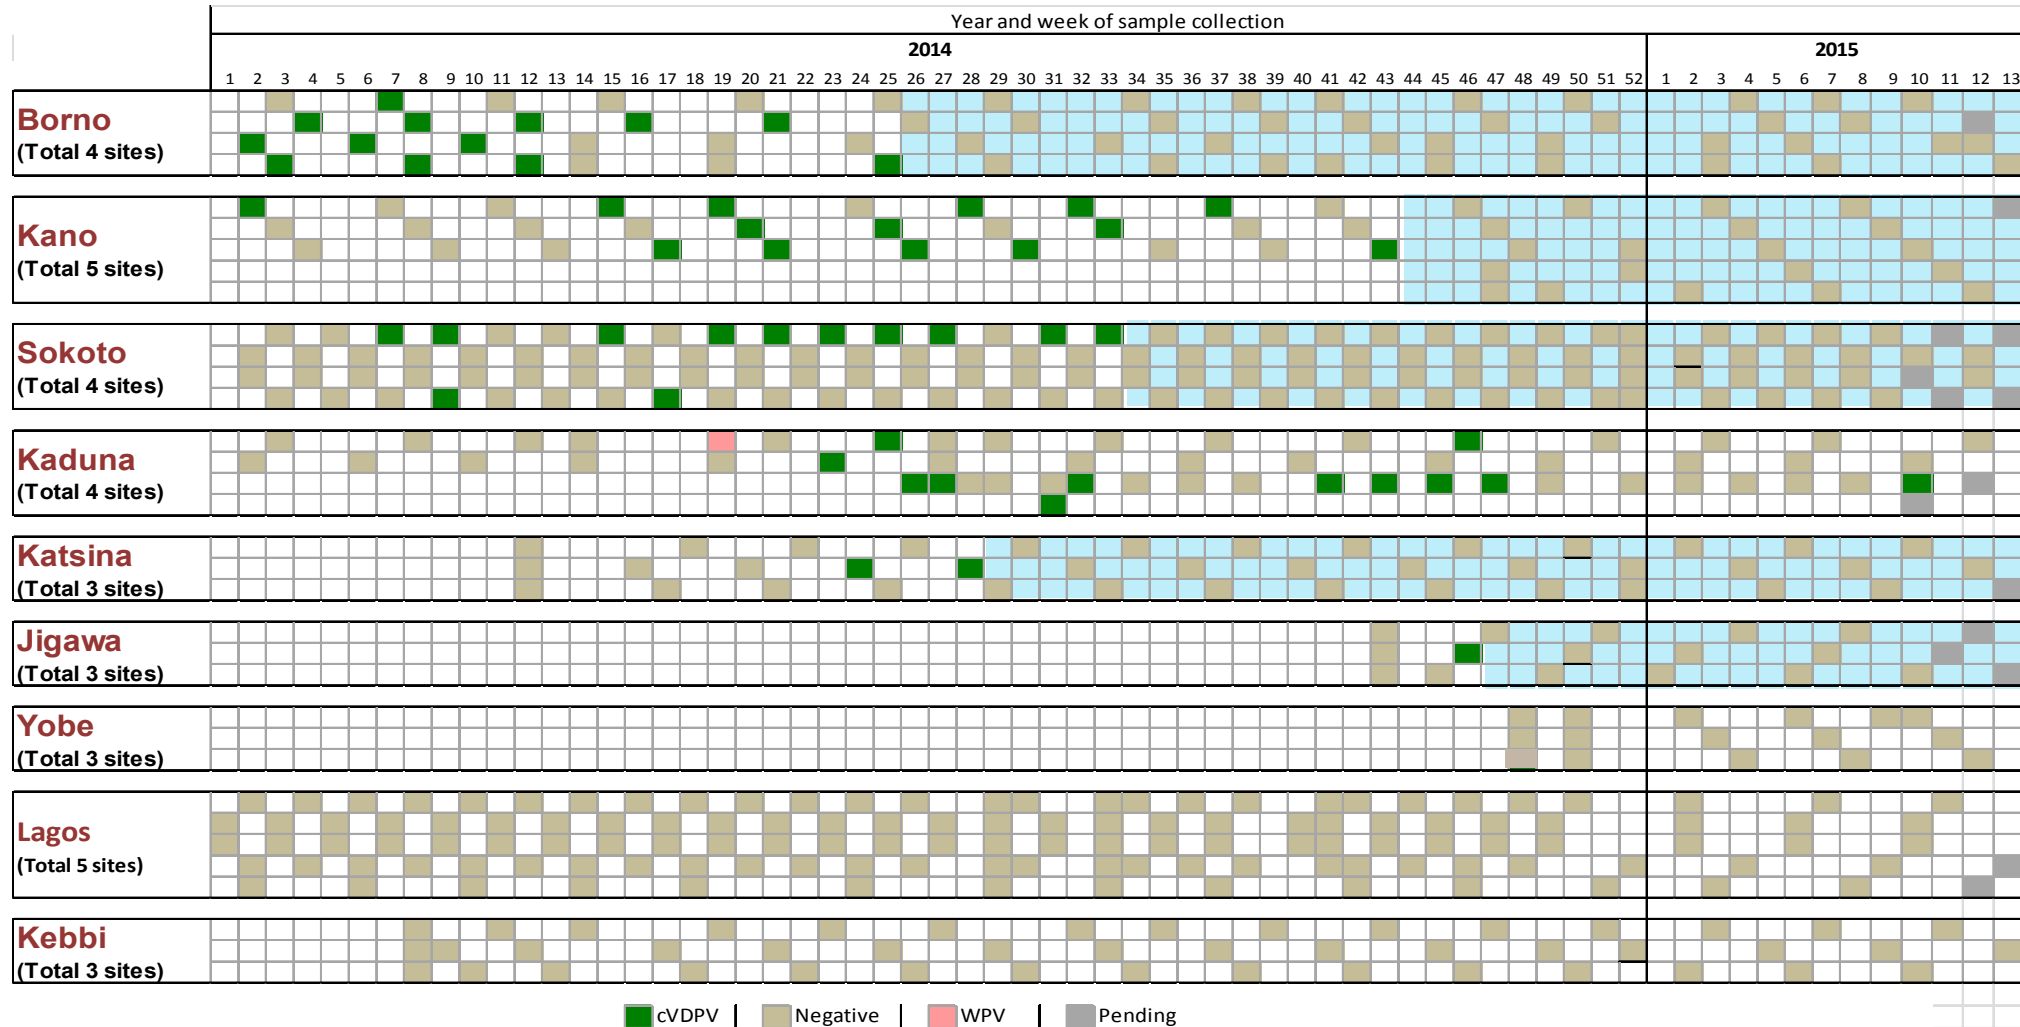 Year and week of sample collection
2014 2015
1 2 3 4 5 6 7 8 9 10 11 12 13 14 15 16 17 18 19 20 21 22 23 24 25 26 27 28 29 30 31 32 33 34 35 36 37 38 39 40 41 42 43 44 45 46 47 48 49 50 51 52 1 2 3 4 5 6 7 8 9 10 11 12 13
Borno
(Total 4 sites)
Kano
(Total 5 sites)
Sokoto
(Total 4 sites)
Kaduna
(Total 4 sites)
Katsina
(Total 3 sites)
Jigawa
(Total 3 sites)
Yobe
(Total 3 sites)
Lagos
(Total 5 sites)
Kebbi
(Total 3 sites)
cVDPV Negative WPV Pending